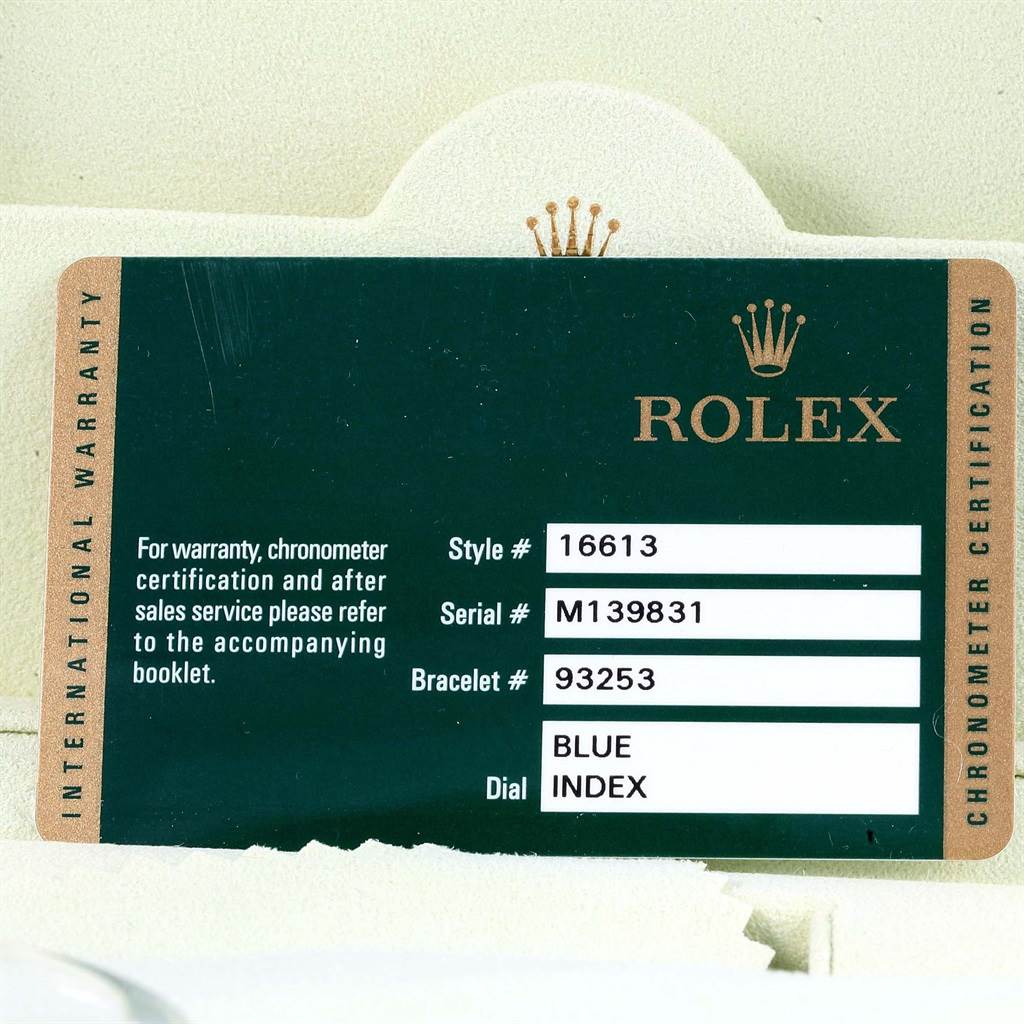 INTERNATIONAL WARRANTY
ROLEX
For warranty, chronometer
certification and after
sales service please refer
to the accompanying
booklet.
Style # 16613
Serial # M139831
Bracelet # 93253
Dial BLUE
INDEX
CHRONOMETER CERTIFICATION